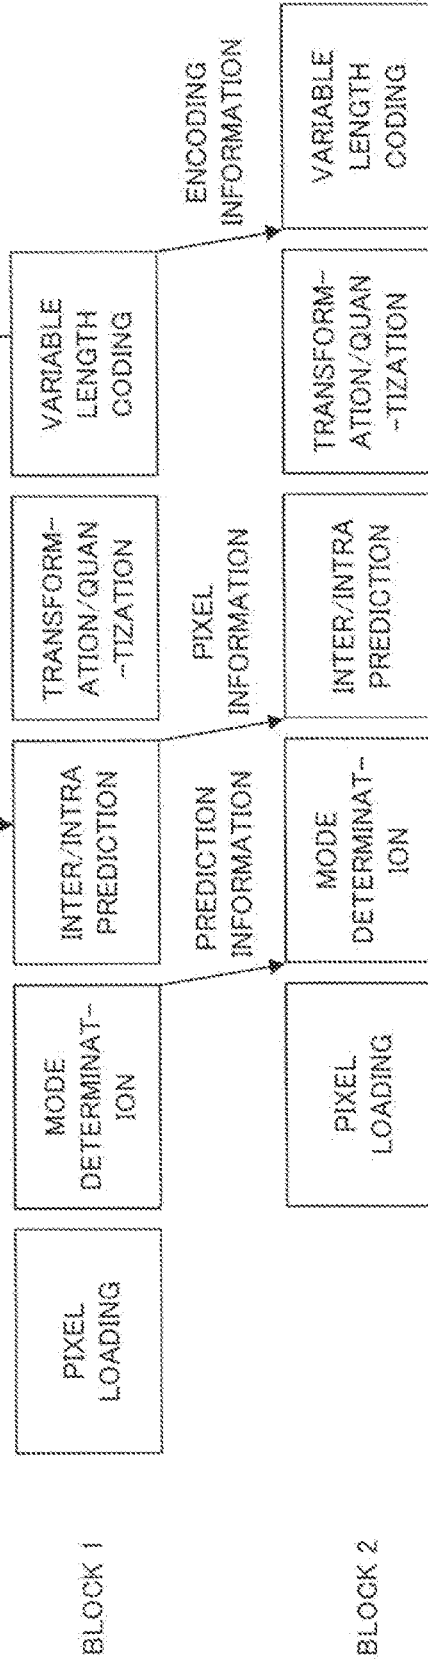 BLOCK 1
PIXEL
LOADING
MODE
DETERMINAT-
ION
INTER/INTRA
PREDICTION
TRANSFORM-
ATION/QUAN
-TIZATION
VARIABLE
LENGTH
CODING
PREDICTION
INFORMATION
PIXEL
INFORMATION
ENCODING
INFORMATION
BLOCK 2
PIXEL
LOADING
MODE
DETERMINAT-
ION
INTER/INTRA
PREDICTION
TRANSFORM-
ATION/QUAN
-TIZATION
VARIABLE
LENGTH
CODING